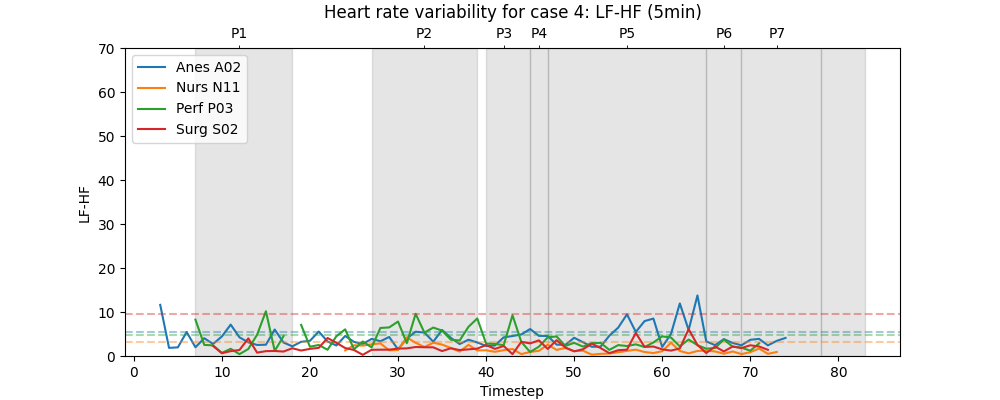 Heart rate variability for case 4: LF-HF (5min)
P1 P2 P3 P4 P5 P6 P7
70
60
50
40
30
20
10
0
LF-HF
Anes A02
Nurs N11
Perf P03
Surg S02
0 10 20 30 40 50 60 70 80
Timestep